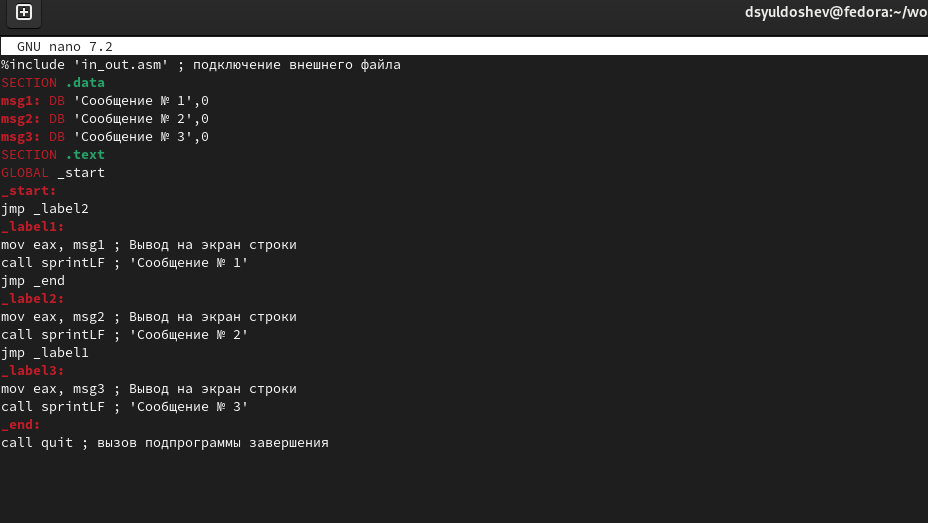 dsyuldoshev@fedora:~/wo
GNU nano 7.2
%include 'in_out.asm' ; подключение внешнего файла
SECTION .data
msg1: DB 'Сообщение № 1',0
msg2: DB 'Сообщение № 2',0
msg3: DB 'Сообщение № 3',0
SECTION .text
GLOBAL _start
_start:
jmp _label2
_label1:
mov eax, msg1 ; Вывод на экран строки
call sprintLF ; 'Сообщение № 1'
jmp _end
_label2:
mov eax, msg2 ; Вывод на экран строки
call sprintLF ; 'Сообщение № 2'
jmp _label1
_label3:
mov eax, msg3 ; Вывод на экран строки
call sprintLF ; 'Сообщение № 3'
_end:
call quit ; вызов подпрограммы завершения